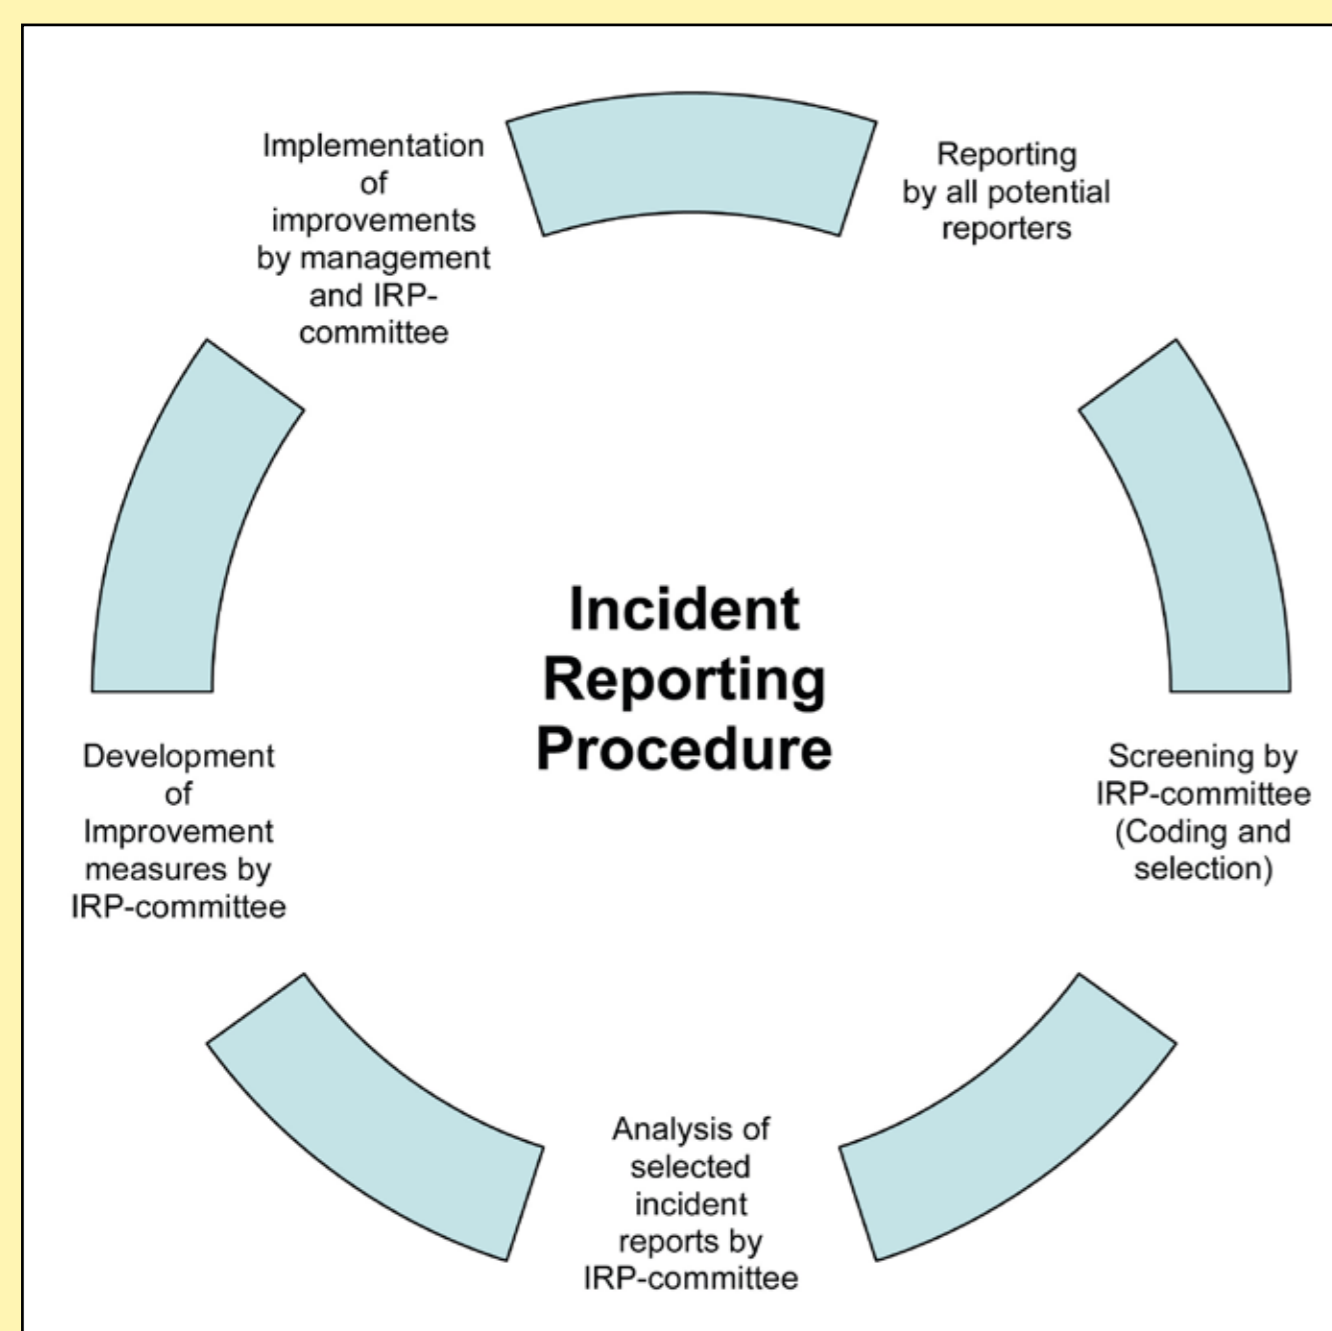 Implementation
of
improvements
by management
and IRP-
committee
Reporting
by all potential
reporters
Incident
Reporting
Procedure
Development
of
Improvement
measures by
IRP-committee
Screening by
IRP-committee
(Coding and
selection)
Analysis of
selected
incident
reports by
IRP-committee